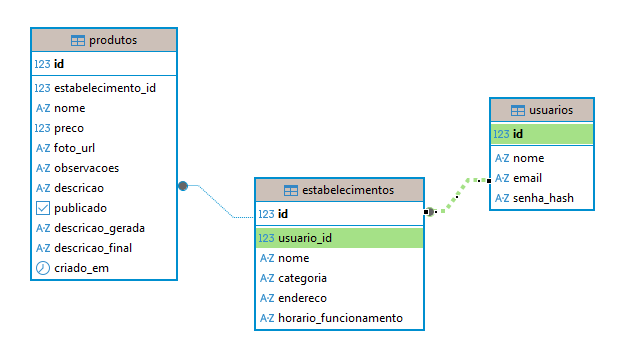 produtos
123 id
123 estabelecimento_id
A-Z nome
123 preco
A-Z foto_url
A-Z observacoes
A-Z descricao
publicado
A-Z descricao_gerada
A-Z descricao_final
criado_em
estabelecimentos
123 id
123 usuario_id
A-Z nome
A-Z categoria
A-Z endereco
A-Z horario_funcionamento
usuarios
123 id
A-Z nome
A-Z email
A-Z senha_hash